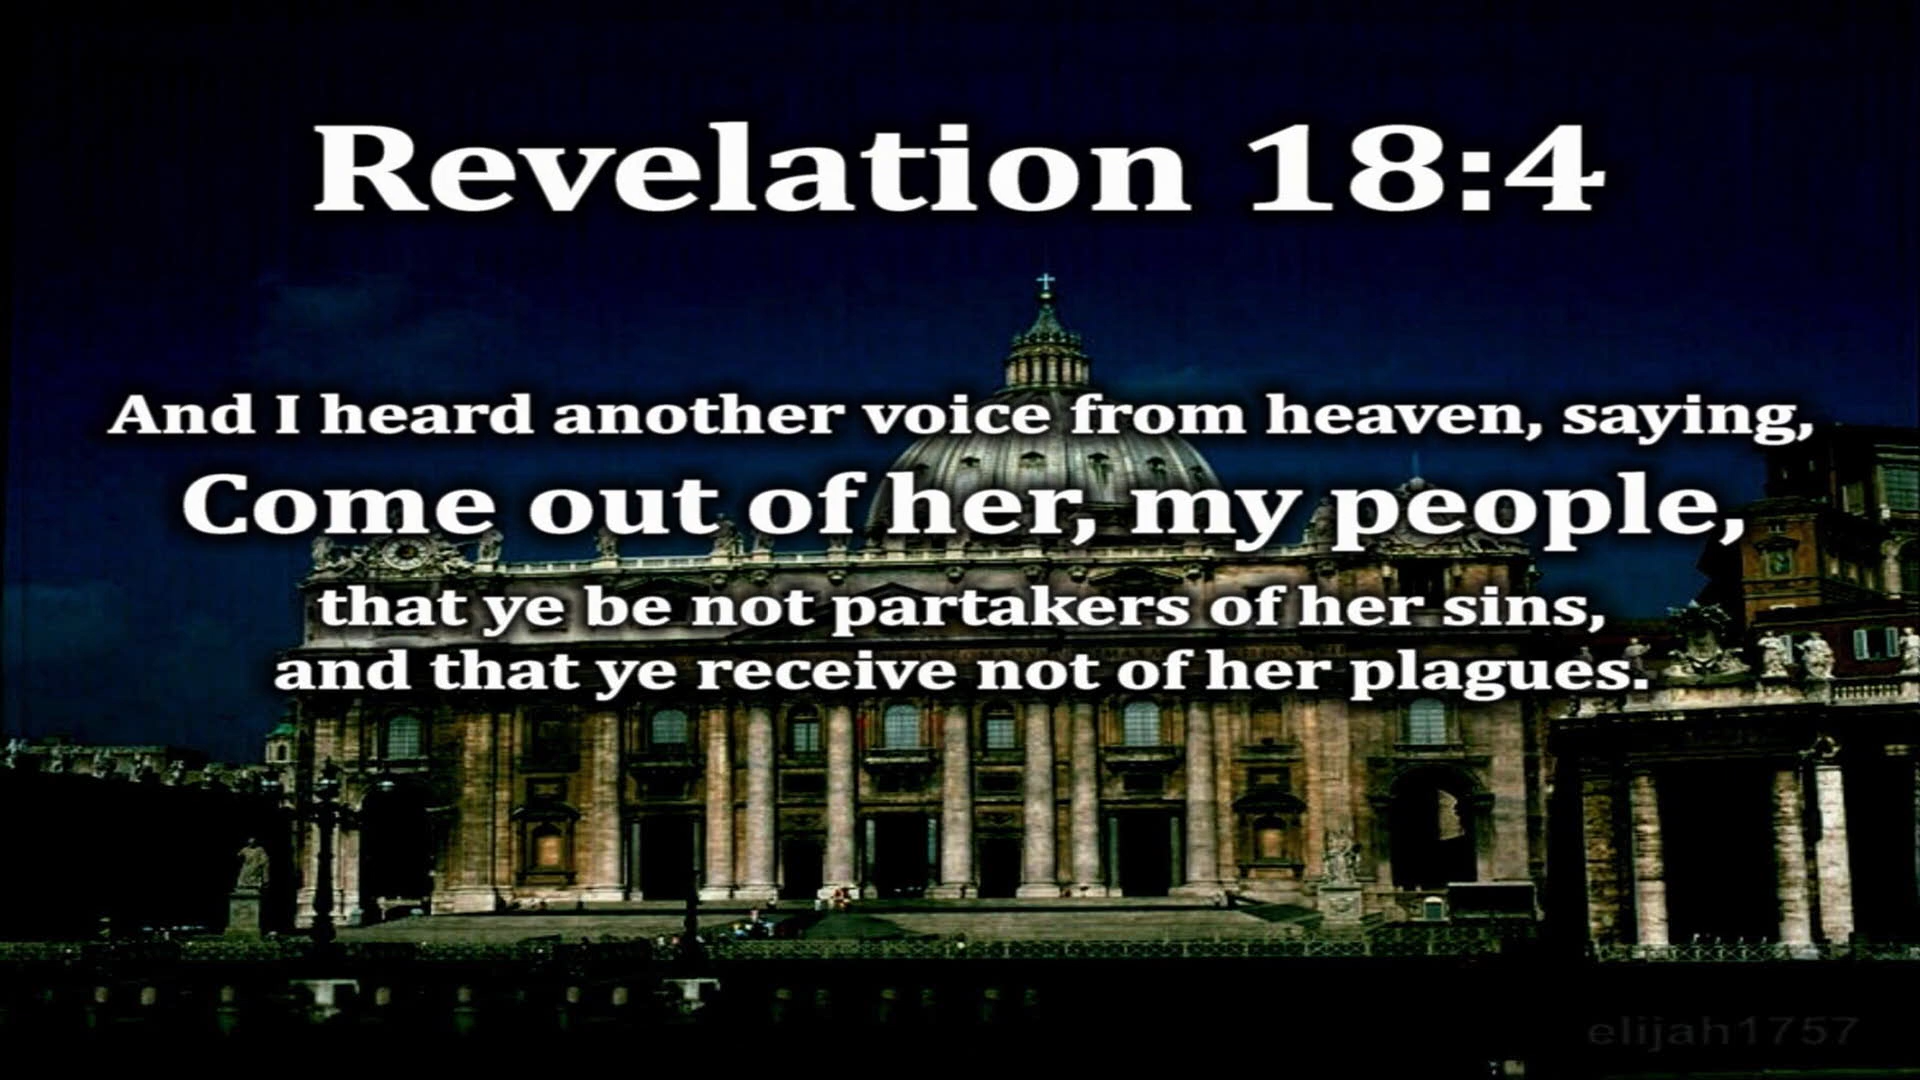 Revelation 18:4
And I heard another voice from heaven, saying,
Come out of her, my people,
that ye be not partakers of her sins,
and that ye receive not of her plagues.
elijah1757